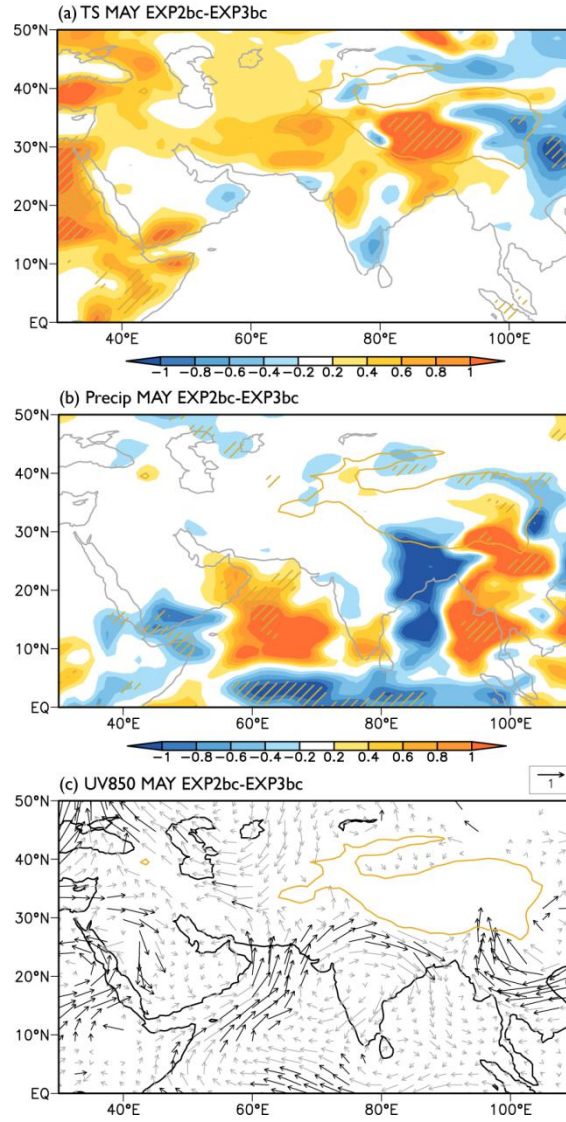 (a) TS MAY EXP2bc-EXP3bc
50°N
40°N
30°N
20°N
10°N
EQ
40°E 60°E 80°E 100°E
-1 -0.8 -0.6 -0.4 -0.2 0.2 0.4 0.6 0.8 1
(b) Precip MAY EXP2bc-EXP3bc
50°N
40°N
30°N
20°N
10°N
EQ
40°E 60°E 80°E 100°E
-1 -0.8 -0.6 -0.4 -0.2 0.2 0.4 0.6 0.8 1
(c) UV850 MAY EXP2bc-EXP3bc
1
50°N
40°N
30°N
20°N
10°N
EQ
40°E 60°E 80°E 100°E